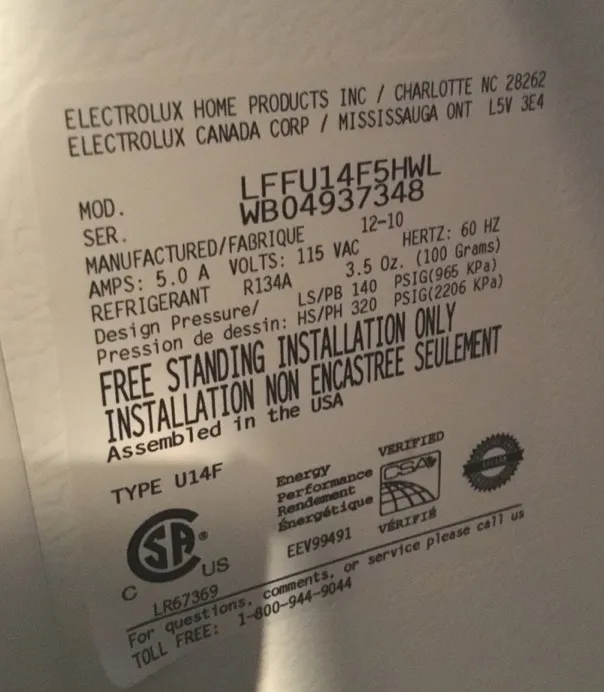 ELECTROLUX HOME PRODUCTS INC / CHARLOTTE NC 28262
ELECTROLUX CANADA CORP / MISSISSAUGA ONT L5V 3E4
MOD. LFFU14F5HWL
SER. WB04937348
MANUFACTURED/FABRIQUE 12-10
AMPS: 5.0 A VOLTS: 115 VAC HERTZ: 60 HZ
REFRIGERANT R134A 3.5 Oz. (100 Grams)
Design Pressure/ LS/PB 140 PSIG(965 KPa)
Pression de dessin: HS/PH 320 PSIG(2206 KPa)
FREE STANDING INSTALLATION ONLY
INSTALLATION NON ENCASTREE SEULEMENT
Assembled in the USA
TYPE U14F
Energy
Performance
Rendement
Énergétique
VERIFIED
CSA
VÉRIFIÉ
EEV99491
SA ®
C US
LR67369
For questions, comments, or service please call us
TOLL FREE: 1-800-944-9044